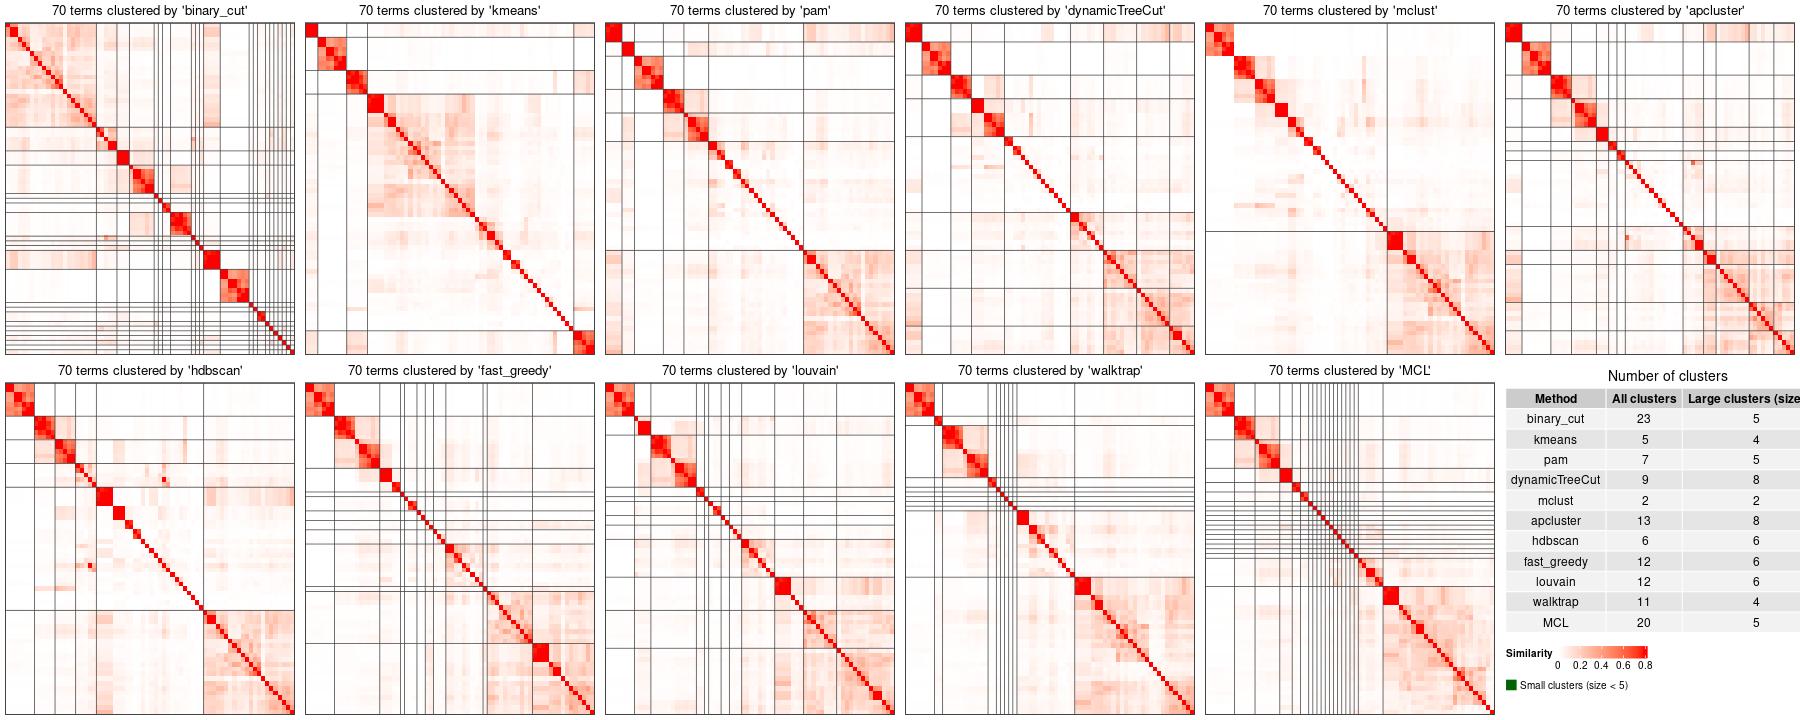 70 terms clustered by 'binary_cut'
70 terms clustered by 'kmeans'
70 terms clustered by 'pam'
70 terms clustered by 'dynamicTreeCut'
70 terms clustered by 'mclust'
70 terms clustered by 'apcluster'
70 terms clustered by 'hdbscan'
70 terms clustered by 'fast_greedy'
70 terms clustered by 'louvain'
70 terms clustered by 'walktrap'
70 terms clustered by 'MCL'
Number of clusters
Method All clusters Large clusters (size
binary_cut 23 5
kmeans 5 4
pam 7 5
dynamicTreeCut 9 8
mclust 2 2
apcluster 13 8
hdbscan 6 6
fast_greedy 12 6
louvain 12 6
walktrap 11 4
MCL 20 5
Similarity
0 0.2 0.4 0.6 0.8
Small clusters (size < 5)